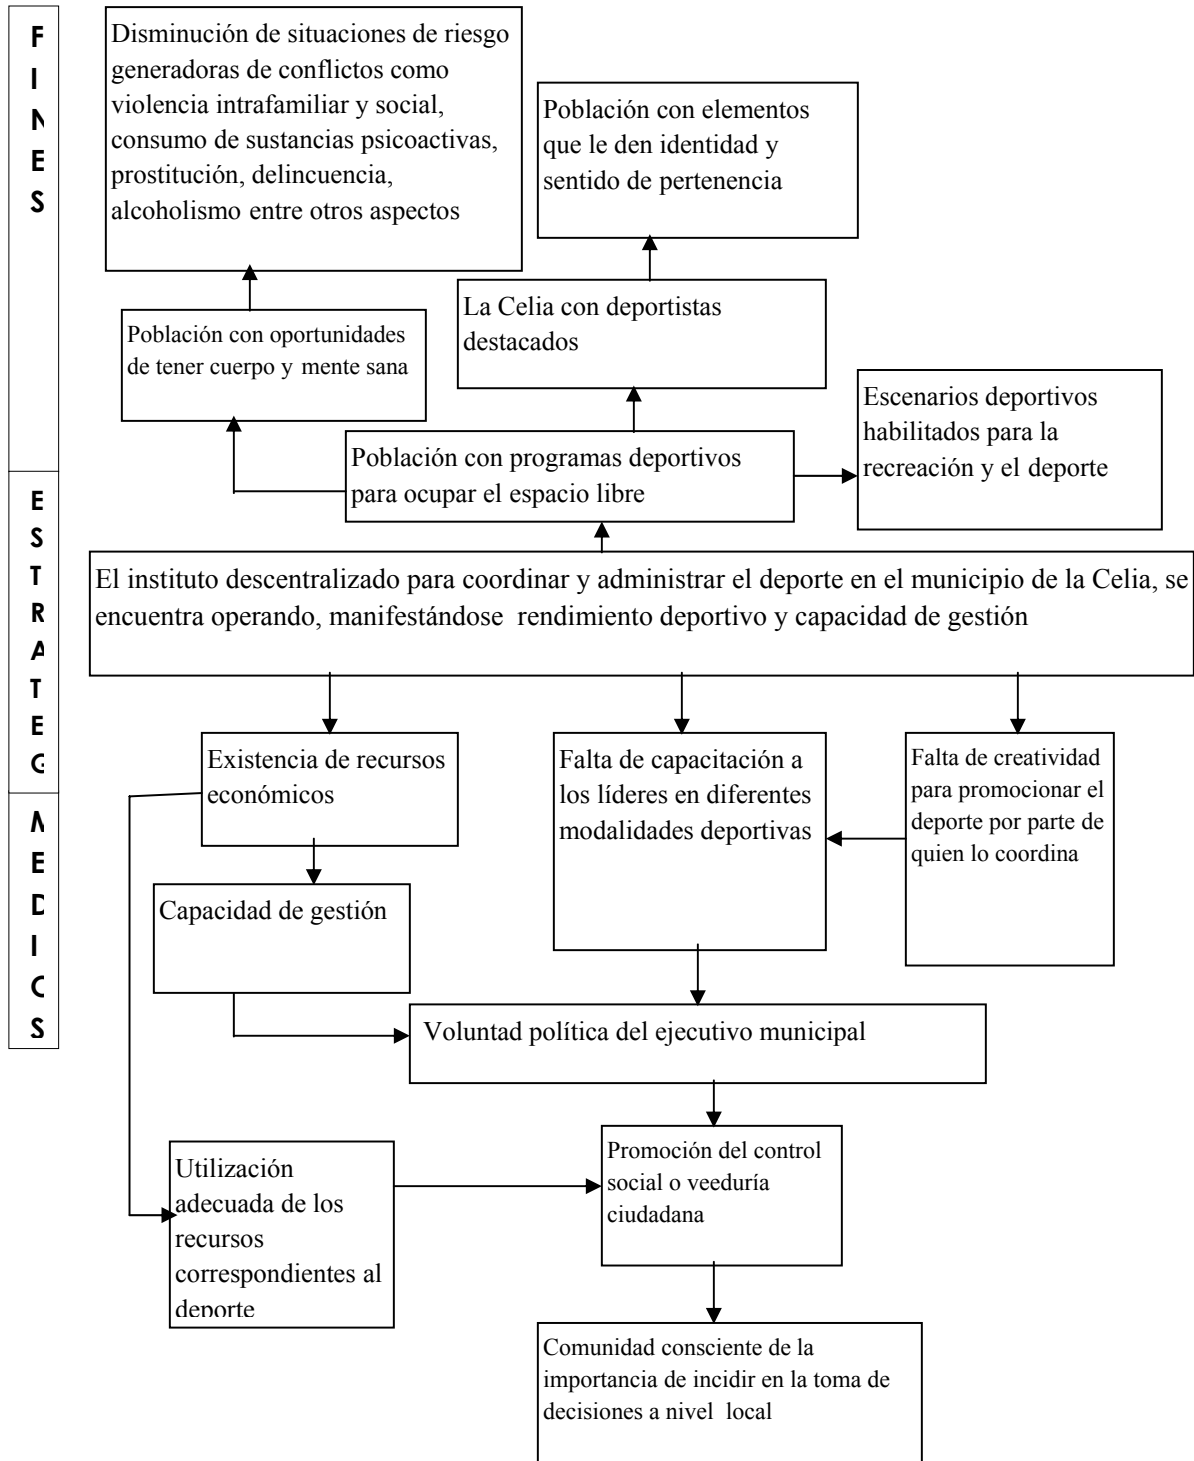 F
I
N
E
S
Disminución de situaciones de riesgo
generadoras de conflictos como
violencia intrafamiliar y social,
consumo de sustancias psicoactivas,
prostitución, delincuencia,
alcoholismo entre otros aspectos
Población con elementos
que le den identidad y
sentido de pertenencia
La Celia con deportistas
destacados
Población con oportunidades
de tener cuerpo y mente sana
Escenarios deportivos
habilitados para la
recreación y el deporte
Población con programas deportivos
para ocupar el espacio libre
E
S
T
R
A
T
E
G
El instituto descentralizado para coordinar y administrar el deporte en el municipio de la Celia, se
encuentra operando, manifestándose rendimiento deportivo y capacidad de gestión
Existencia de recursos
económicos
Falta de capacitación a
los líderes en diferentes
modalidades deportivas
Falta de creatividad
para promocionar el
deporte por parte de
quien lo coordina
M
E
D
I
O
S
Capacidad de gestión
Voluntad política del ejecutivo municipal
Utilización
adecuada de los
recursos
correspondientes al
deporte
Promoción del control
social o veeduría
ciudadana
Comunidad consciente de la
importancia de incidir en la toma de
decisiones a nivel local